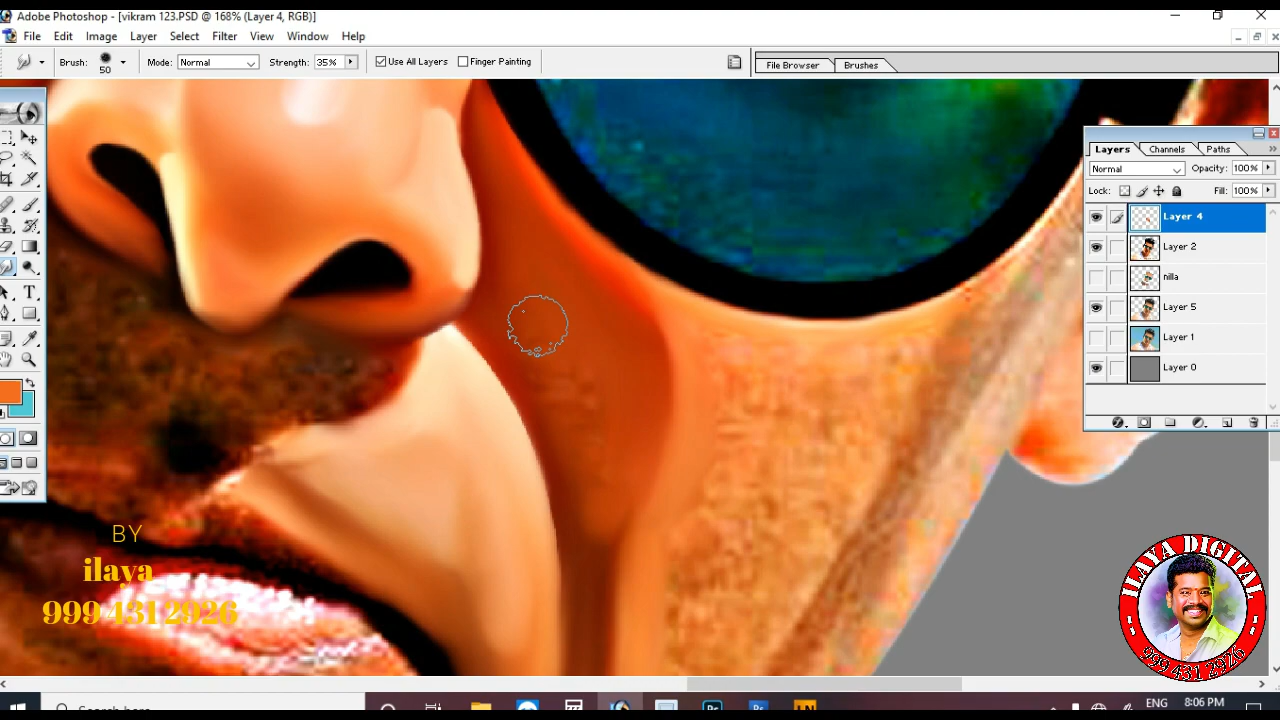 Adobe Photoshop - [vikram 123.PSD @ 168% (Layer 4, RGB)]
File Edit Image Layer Select Filter View Window Help
Brush: 50 Mode: Normal Strength: 35% Use All Layers Finger Painting
File Browser Brushes
Layers Channels Paths
Normal Opacity: 100%
Lock: Fill: 100%
Layer 4
Layer 2
nilla
Layer 5
Layer 1
Layer 0
BY
ilaya
999 431 2926
ILAYA DIGITAL
999 431 2926
ENG 8:06 PM